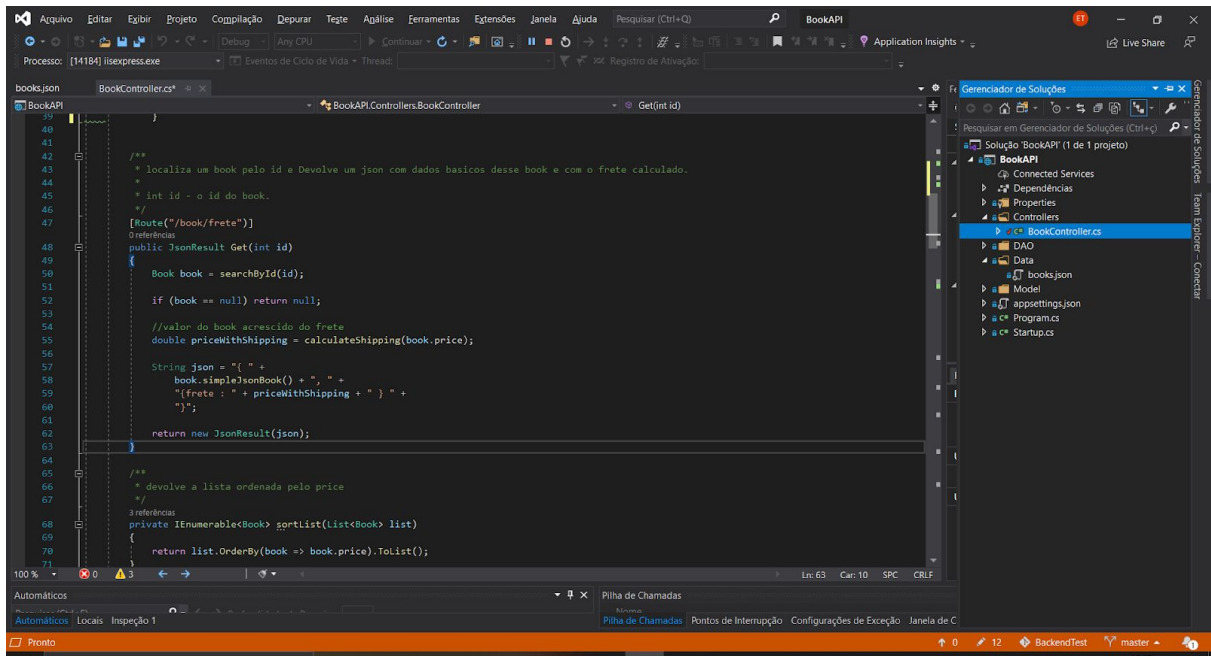 Arquivo Editar Exibir Projeto Compilação Depurar Teste Análise Ferramentas Extensões Janela Ajuda Pesquisar (Ctrl+Q) BookAPI ET
Debug Any CPU Continuar Application Insights Live Share
Processo: [14184] iisexpress.exe Eventos de Ciclo de Vida Thread: Registro de Ativação:
books.json BookController.cs*
BookAPI BookAPI.Controllers.BookController Get(int id)
39 }
40
41
42 /**
43 * localiza um book pelo id e Devolve um json com dados basicos desse book e com o frete calculado.
44 *
45 * int id - o id do book.
46 */
47 [Route("/book/frete")]
0 referências
48 public JsonResult Get(int id)
49 {
50 Book book = searchById(id);
51
52 if (book == null) return null;
53
54 //valor do book acrescido do frete
55 double priceWithShipping = calculateShipping(book.price);
56
57 String json = "{ " +
58 book.simpleJsonBook() + ", " +
59 "{frete : " + priceWithShipping + " } " +
60 "}";
61
62 return new JsonResult(json);
63 }
64
65 /**
66 * devolve a lista ordenada pelo price
67 */
3 referências
68 private IEnumerable<Book> sortList(List<Book> list)
69 {
70 return list.OrderBy(book => book.price).ToList();
71 }
100 % 0 3 Ln: 63 Car: 10 SPC CRLF
Gerenciador de Soluções
Pesquisar em Gerenciador de Soluções (Ctrl+ç)
Solução 'BookAPI' (1 de 1 projeto)
BookAPI
Connected Services
Dependências
Properties
Controllers
BookController.cs
DAO
Data
books.json
Model
appsettings.json
Program.cs
Startup.cs
Gerenciador de Soluções
Team Explorer – Conectar
Automáticos Pilha de Chamadas
Nome
Automáticos Locais Inspeção 1 Pilha de Chamadas Pontos de Interrupção Configurações de Exceção Janela de C
Pronto 0 12 BackendTest master